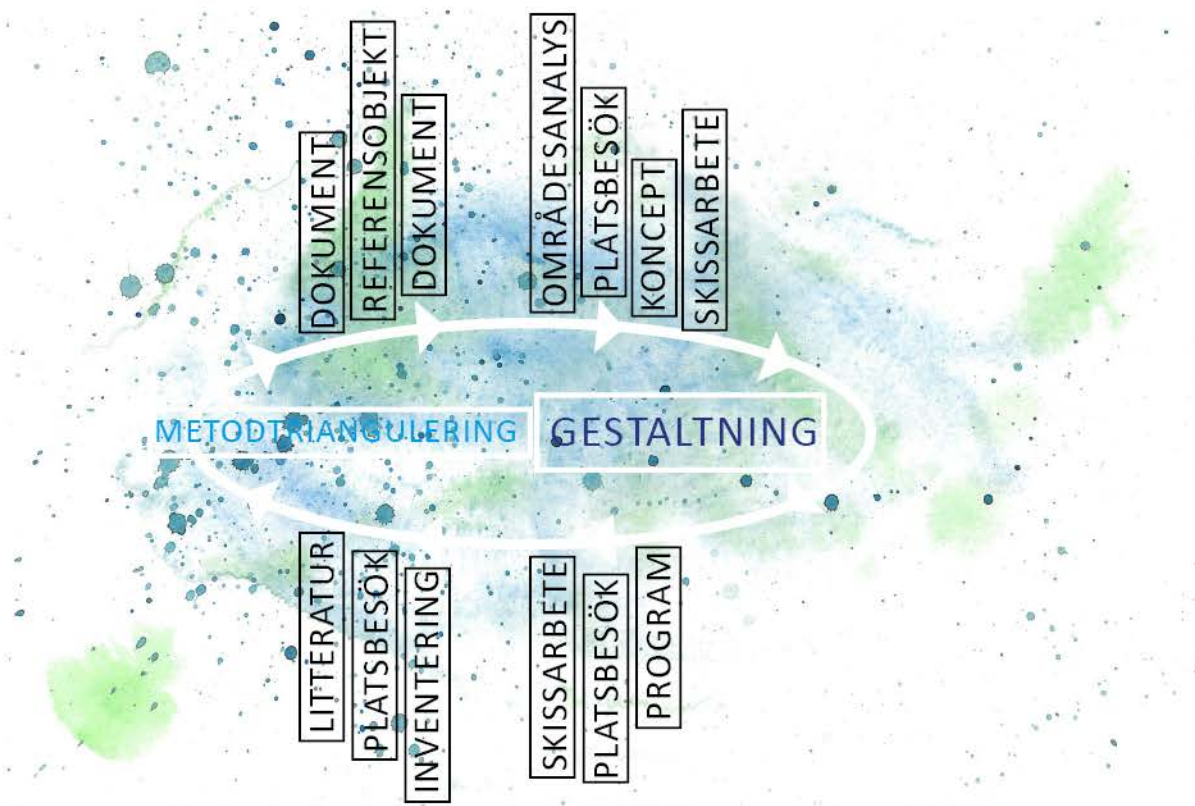 DOKUMENT
REFERENSOBJEKT
DOKUMENT
OMRÅDESANALYS
PLATSBESÖK
KONCEPT
SKISSARBETE
METODTRIANGULERING
GESTALTNING
LITTERATUR
PLATSBESÖK
INVENTERING
SKISSARBETE
PLATSBESÖK
PROGRAM